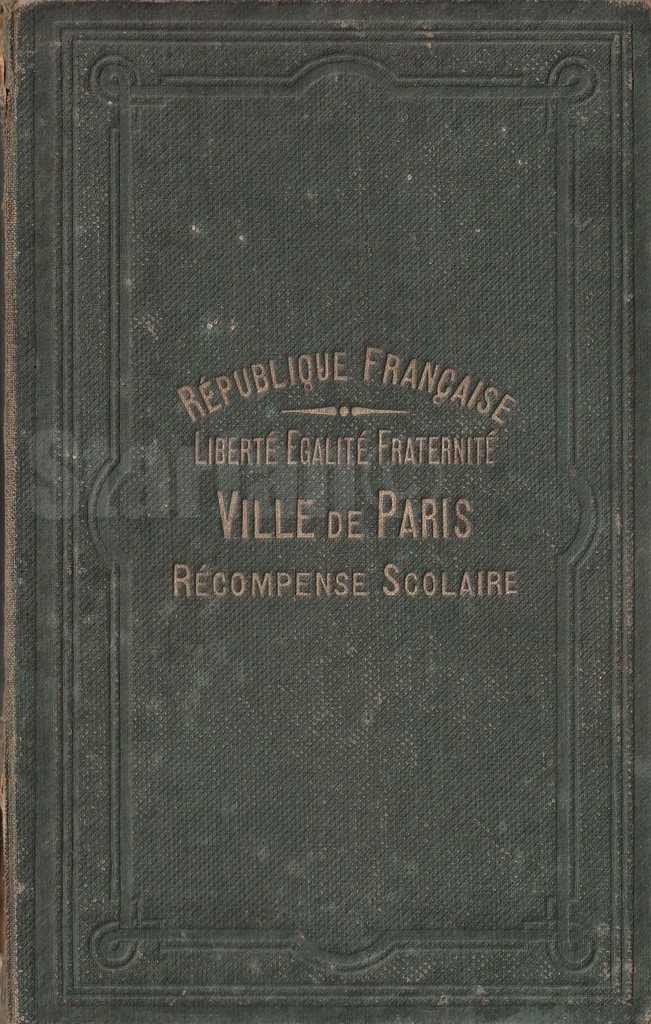 RÉPUBLIQUE FRANÇAISE
LIBERTÉ EGALITÉ FRATERNITÉ
VILLE DE PARIS
RÉCOMPENSE SCOLAIRE